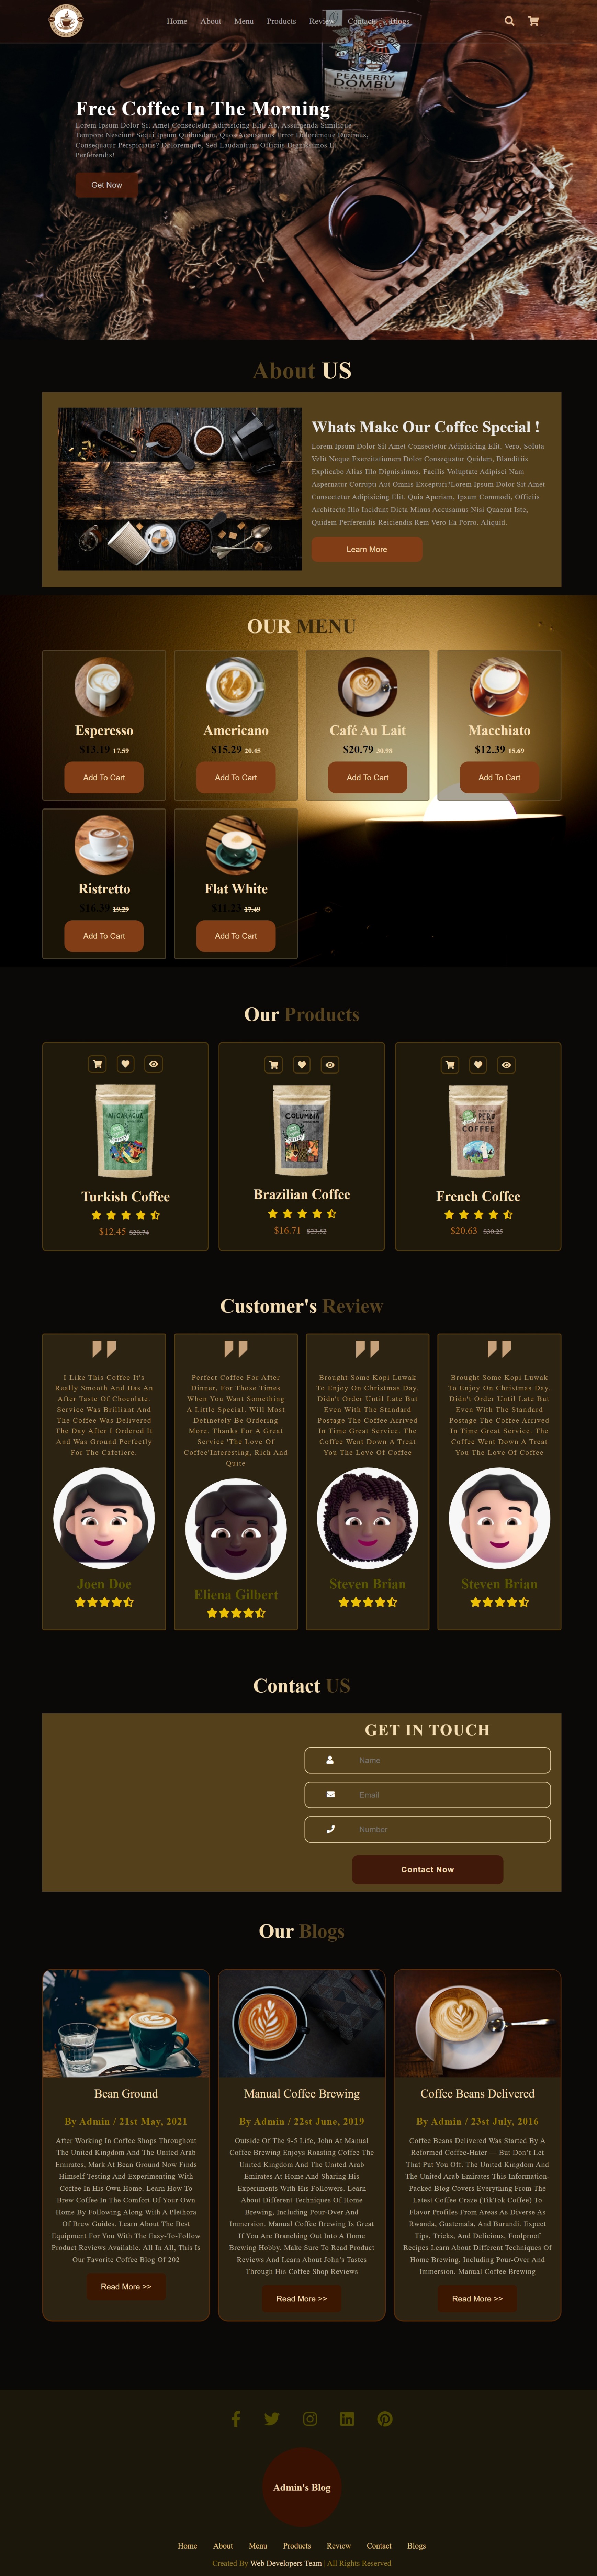 Home About Menu Products Review Contacts Blogs
PEABERRY
DOMBU
Free Coffee In The Morning
Lorem Ipsum Dolor Sit Amet Consectetur Adipisicing Elit. Ab, Assumenda Similique
Tempore Nesciunt Sequi Ipsum Quibusdam, Quos Accusamus Error Doloremque Ducimus,
Consequatur Perspiciatis? Doloremque, Sed Laudantium Officiis Dignissimos Et
Perferendis!
Get Now
About US
Whats Make Our Coffee Special !
Lorem Ipsum Dolor Sit Amet Consectetur Adipisicing Elit. Vero, Soluta
Velit Neque Exercitationem Dolor Consequatur Quidem, Blanditiis
Explicabo Alias Illo Dignissimos, Facilis Voluptate Adipisci Nam
Aspernatur Corrupti Aut Omnis Excepturi?Lorem Ipsum Dolor Sit Amet
Consectetur Adipisicing Elit. Quia Aperiam, Ipsum Commodi, Officiis
Architecto Illo Incidunt Dicta Minus Accusamus Nisi Quaerat Iste,
Quidem Perferendis Reiciendis Rem Vero Ea Porro. Aliquid.
Learn More
OUR MENU
Esperesso
$13.19 17.59
Add To Cart
Americano
$15.29 20.45
Add To Cart
Café Au Lait
$20.79 30.98
Add To Cart
Macchiato
$12.39 15.69
Add To Cart
Ristretto
$16.39 19.29
Add To Cart
Flat White
$11.23 17.49
Add To Cart
Our Products
NICARAGUA
Turkish Coffee
$12.45 $20.74
COLUMBIA
Brazilian Coffee
$16.71 $23.52
PERU
COFFEE
French Coffee
$20.63 $30.25
Customer's Review
I Like This Coffee It's
Really Smooth And Has An
After Taste Of Chocolate.
Service Was Brilliant And
The Coffee Was Delivered
The Day After I Ordered It
And Was Ground Perfectly
For The Cafetiere.
Joen Doe
Perfect Coffee For After
Dinner, For Those Times
When You Want Something
A Little Special. Will Most
Definetely Be Ordering
More. Thanks For A Great
Service 'The Love Of
Coffee'Interesting, Rich And
Quite
Eliena Gilbert
Brought Some Kopi Luwak
To Enjoy On Christmas Day.
Didn't Order Until Late But
Even With The Standard
Postage The Coffee Arrived
In Time Great Service. The
Coffee Went Down A Treat
You The Love Of Coffee
Steven Brian
Brought Some Kopi Luwak
To Enjoy On Christmas Day.
Didn't Order Until Late But
Even With The Standard
Postage The Coffee Arrived
In Time Great Service. The
Coffee Went Down A Treat
You The Love Of Coffee
Steven Brian
Contact US
GET IN TOUCH
Name
Email
Number
Contact Now
Our Blogs
Bean Ground
By Admin / 21st May, 2021
After Working In Coffee Shops Throughout
The United Kingdom And The United Arab
Emirates, Mark At Bean Ground Now Finds
Himself Testing And Experimenting With
Coffee In His Own Home. Learn How To
Brew Coffee In The Comfort Of Your Own
Home By Following Along With A Plethora
Of Brew Guides. Learn About The Best
Equipment For You With The Easy-To-Follow
Product Reviews Available. All In All, This Is
Our Favorite Coffee Blog Of 202
Read More >>
Manual Coffee Brewing
By Admin / 22st June, 2019
Outside Of The 9-5 Life, John At Manual
Coffee Brewing Enjoys Roasting Coffee The
United Kingdom And The United Arab
Emirates At Home And Sharing His
Experiments With His Followers. Learn
About Different Techniques Of Home
Brewing, Including Pour-Over And
Immersion. Manual Coffee Brewing Is Great
If You Are Branching Out Into A Home
Brewing Hobby. Make Sure To Read Product
Reviews And Learn About John's Tastes
Through His Coffee Shop Reviews
Read More >>
Coffee Beans Delivered
By Admin / 23st July, 2016
Coffee Beans Delivered Was Started By A
Reformed Coffee-Hater — But Don't Let
That Put You Off. The United Kingdom And
The United Arab Emirates This Information-
Packed Blog Covers Everything From The
Latest Coffee Craze (TikTok Coffee) To
Flavor Profiles From Areas As Diverse As
Rwanda, Guatemala, And Burundi. Expect
Tips, Tricks, And Delicious, Foolproof
Recipes Learn About Different Techniques Of
Home Brewing, Including Pour-Over And
Immersion. Manual Coffee Brewing
Read More >>
Admin's Blog
Home About Menu Products Review Contact Blogs
Created By Web Developers Team | All Rights Reserved